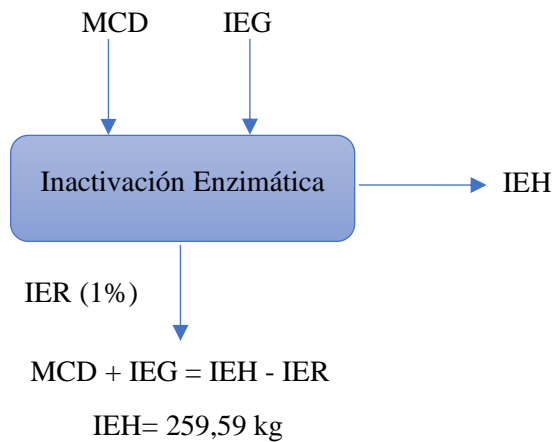 MCD IEG
Inactivación Enzimática
IEH
IER (1%)
MCD + IEG = IEH - IER
IEH= 259,59 kg